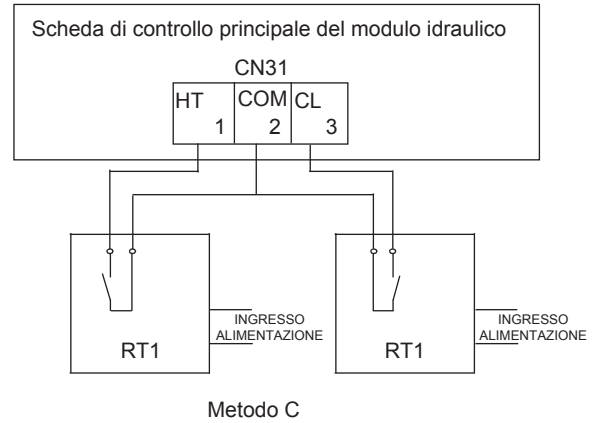 Scheda di controllo principale del modulo idraulico
CN31
HT COM CL
1 2 3
INGRESSO
ALIMENTAZIONE
INGRESSO
ALIMENTAZIONE
RT1
RT1
Metodo C